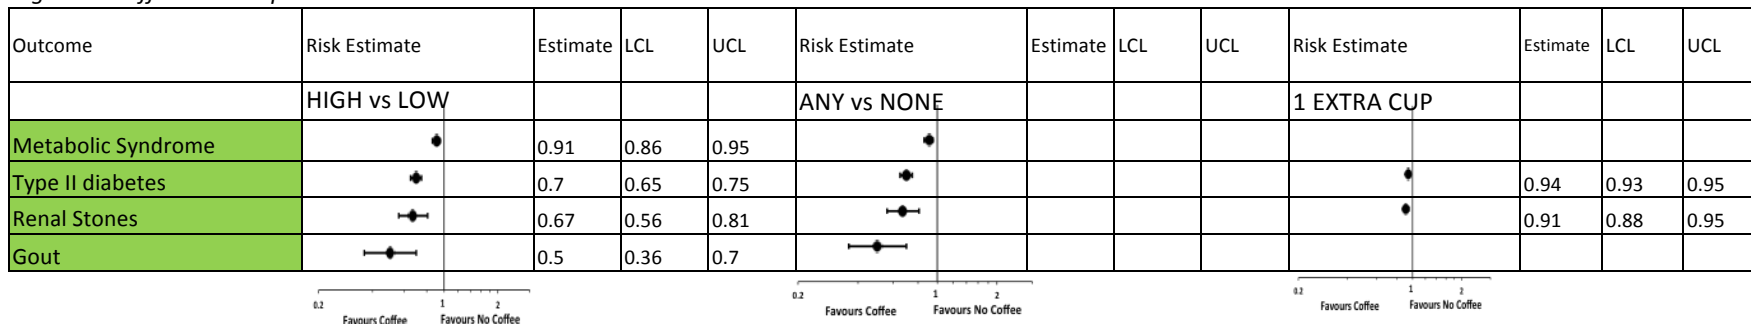 Outcome Risk Estimate Estimate LCL UCL Risk Estimate Estimate LCL UCL Risk Estimate Estimate LCL UCL
HIGH vs LOW ANY vs NONE 1 EXTRA CUP
Metabolic Syndrome 0.91 0.86 0.95
Type II diabetes 0.7 0.65 0.75 0.94 0.93 0.95
Renal Stones 0.67 0.56 0.81 0.91 0.88 0.95
Gout 0.5 0.36 0.7
0.2 1 2 0.2 1 2 0.2 1 2
Favours Coffee Favours No Coffee Favours Coffee Favours No Coffee Favours Coffee Favours No Coffee